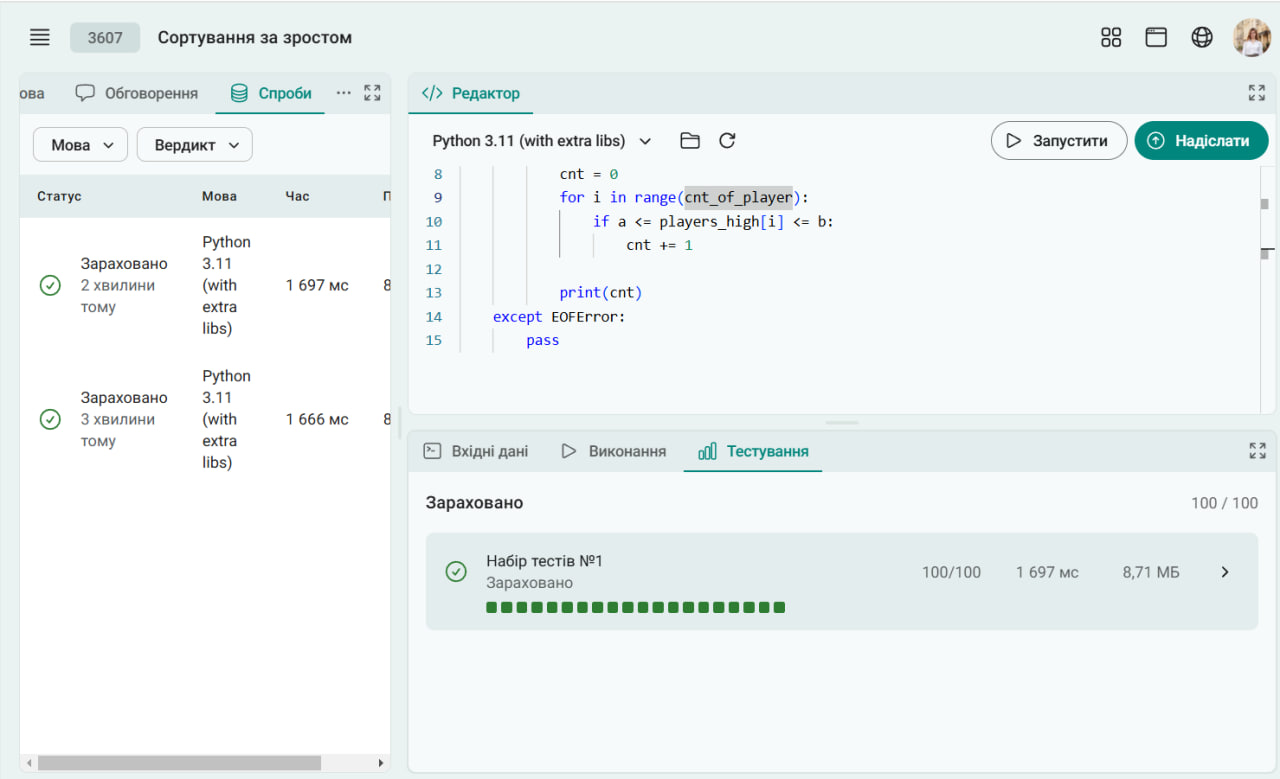 3607
Сортування за зростом
ова
Обговорення
Спроби
Мова
Вердикт
Статус
Мова
Час
П
Зараховано
2 хвилини
тому
Python
3.11
(with
extra
libs)
1 697 мс
8
Зараховано
3 хвилини
тому
Python
3.11
(with
extra
libs)
1 666 мс
8
Редактор
Python 3.11 (with extra libs)
Запустити
Надіслати
8 cnt = 0
9 for i in range(cnt_of_player):
10 if a <= players_high[i] <= b:
11 cnt += 1
12
13 print(cnt)
14 except EOFError:
15 pass
Вхідні дані
Виконання
Тестування
Зараховано
100 / 100
Набір тестів №1
Зараховано
100/100
1 697 мс
8,71 МБ